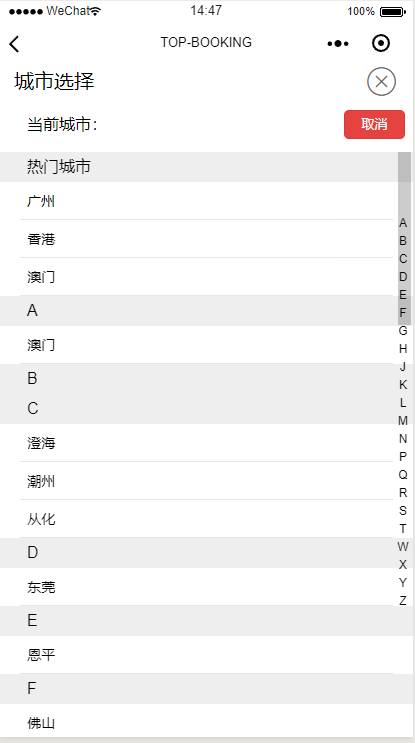 WeChat 14:47 100%
TOP-BOOKING
城市选择
当前城市： 取消
热门城市
广州
香港
澳门
A
澳门
B
C
澄海
潮州
从化
D
东莞
E
恩平
F
佛山
A
B
C
D
E
F
G
H
J
K
L
M
N
P
Q
R
S
T
W
X
Y
Z